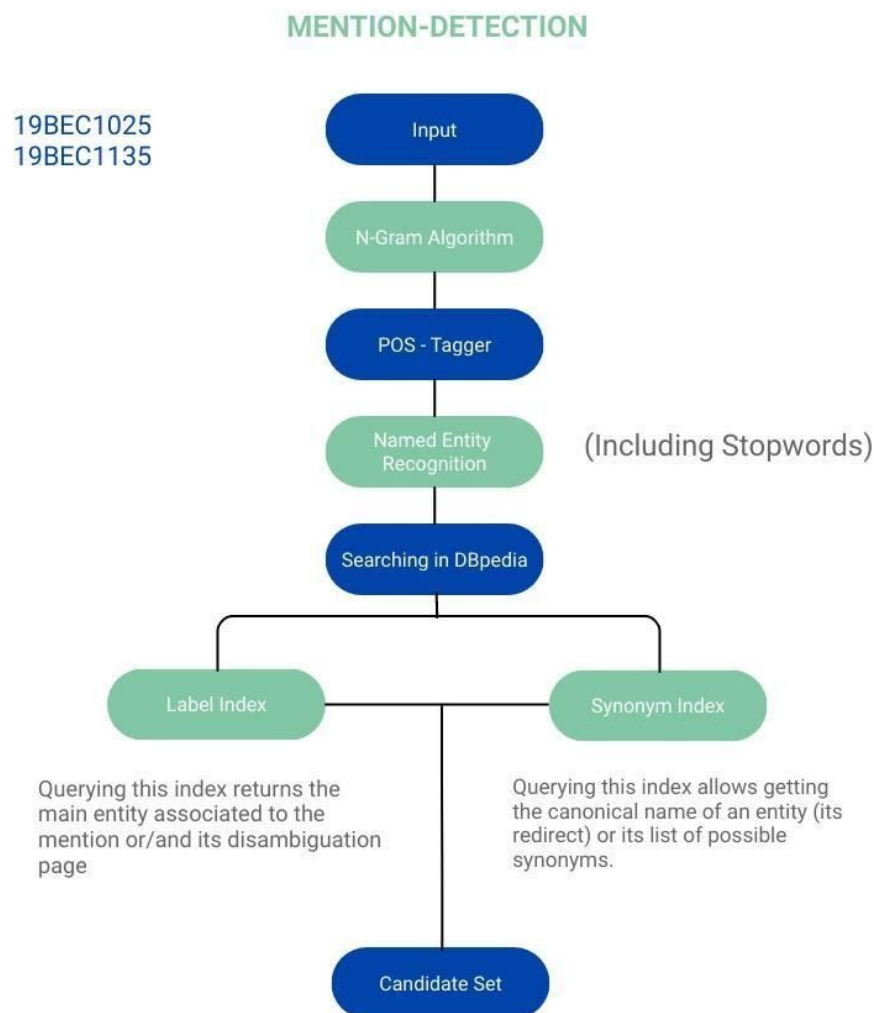 MENTION-DETECTION
19BEC1025
19BEC1135
Input
N-Gram Algorithm
POS - Tagger
Named Entity
Recognition
(Including Stopwords)
Searching in DBpedia
Label Index
Synonym Index
Querying this index returns the
main entity associated to the
mention or/and its disambiguation
page
Querying this index allows getting
the canonical name of an entity (its
redirect) or its list of possible
synonyms.
Candidate Set